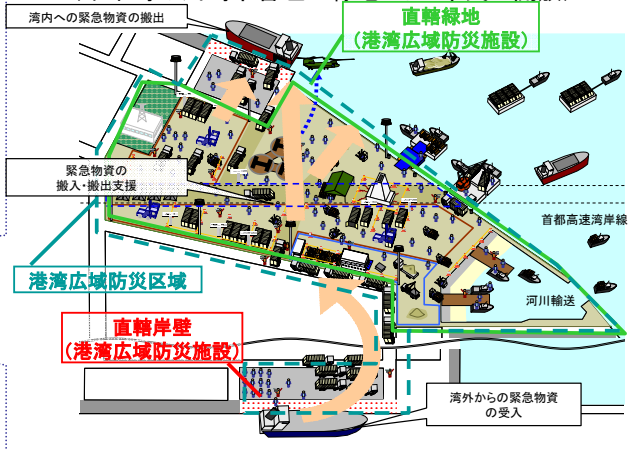 湾内への緊急物資の搬出
直轄緑地
(港湾広域防災施設)
緊急物資の
搬入・搬出支援
首都高速湾岸線
港湾広域防災区域
河川輸送
直轄岸壁
(港湾広域防災施設)
湾外からの緊急物資
の受入